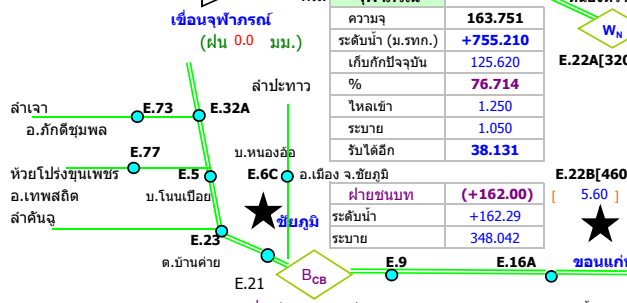 เขื่อนจุฬาภรณ์
(ฝน 0.0 มม.)
ความจุ 163.751
ระดับน้ำ (ม.รทก.) +755.210
เก็บกักปัจจุบัน 125.620
% 76.714
ไหลเข้า 1.250
ระบาย 1.050
รับได้อีก 38.131
W_N
E.22A[320
ลำปะทาว
ลำเจา E.73 E.32A
อ.ภักดีชุมพล
E.77
ห้วยโปร่งขุนเพชร E.5
บ.หนองอ้อ
E.6C อ.เมือง จ.ชัยภูมิ
อ.เทพสถิต บ.โนนเปือย
ลำคันฉู
ชัยภูมิ
E.23
ต.บ้านค่าย
E.21
B_CB
E.9
E.16A
ฝายชนบท (+162.00)
ระดับน้ำ +162.29
ระบาย 348.042
E.22B[460
[ 5.60 ]
ขอนแก่น